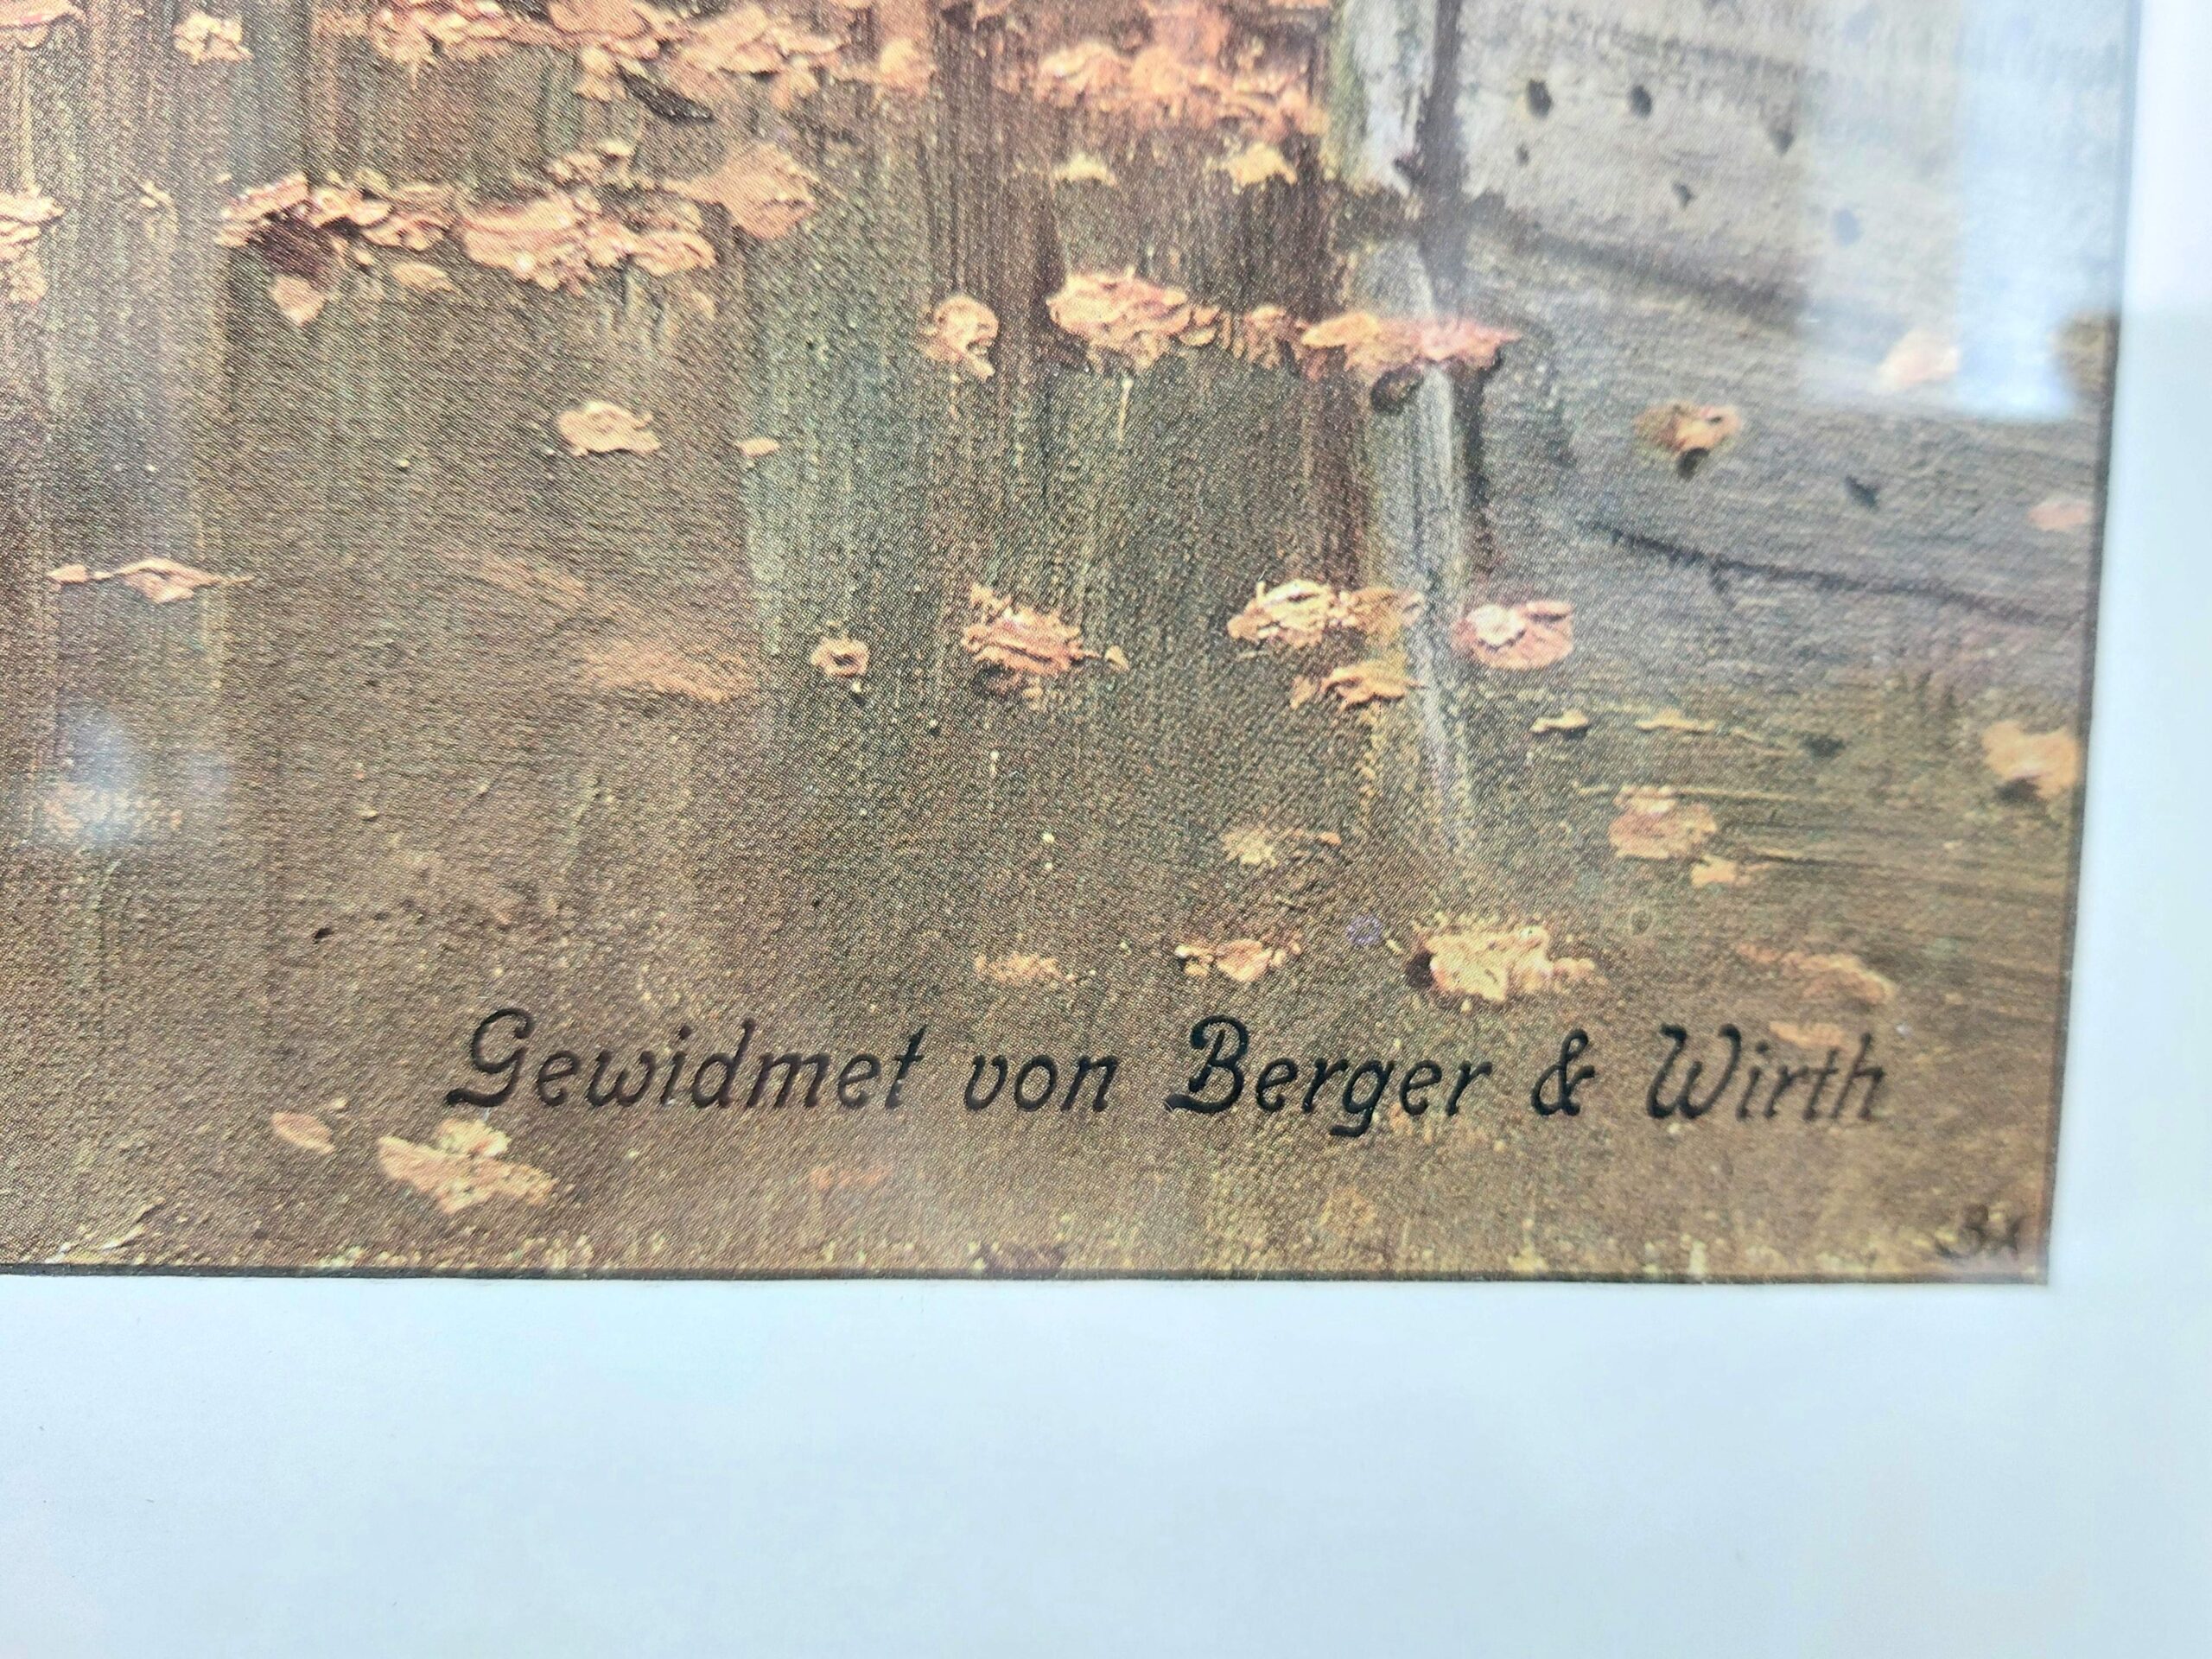 Gewidmet von Berger & Wirth